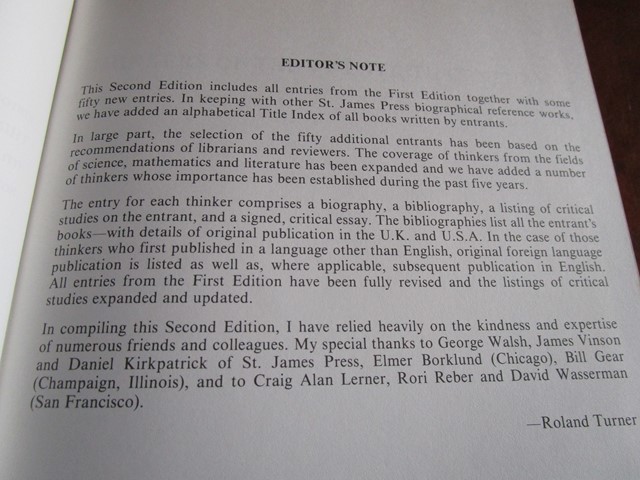 EDITOR'S NOTE
This Second Edition includes all entries from the First Edition together with some
fifty new entries. In keeping with other St. James Press biographical reference works,
we have added an alphabetical Title Index of all books written by entrants.
In large part, the selection of the fifty additional entrants has been based on the
recommendations of librarians and reviewers. The coverage of thinkers from the fields
of science, mathematics and literature has been expanded and we have added a number
of thinkers whose importance has been established during the past five years.
The entry for each thinker comprises a biography, a bibliography, a listing of critical
studies on the entrant, and a signed, critical essay. The bibliographies list all the entrant's
books—with details of original publication in the U.K. and U.S.A. In the case of those
thinkers who first published in a language other than English, original foreign language
publication is listed as well as, where applicable, subsequent publication in English.
All entries from the First Edition have been fully revised and the listings of critical
studies expanded and updated.
In compiling this Second Edition, I have relied heavily on the kindness and expertise
of numerous friends and colleagues. My special thanks to George Walsh, James Vinson
and Daniel Kirkpatrick of St. James Press, Elmer Borklund (Chicago), Bill Gear
(Champaign, Illinois), and to Craig Alan Lerner, Rori Reber and David Wasserman
(San Francisco).
—Roland Turner